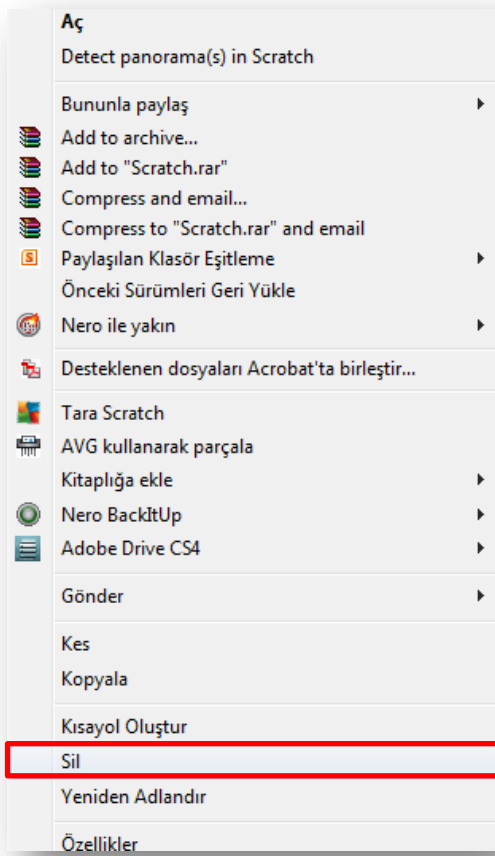 Aç
Detect panorama(s) in Scratch
Bununla paylaş
Add to archive...
Add to "Scratch.rar"
Compress and email...
Compress to "Scratch.rar" and email
Paylaşılan Klasör Eşitleme
Önceki Sürümleri Geri Yükle
Nero ile yakın
Desteklenen dosyaları Acrobat'ta birleştir...
Tara Scratch
AVG kullanarak parçala
Kitaplığa ekle
Nero BackItUp
Adobe Drive CS4
Gönder
Kes
Kopyala
Kısayol Oluştur
Sil
Yeniden Adlandır
Özellikler